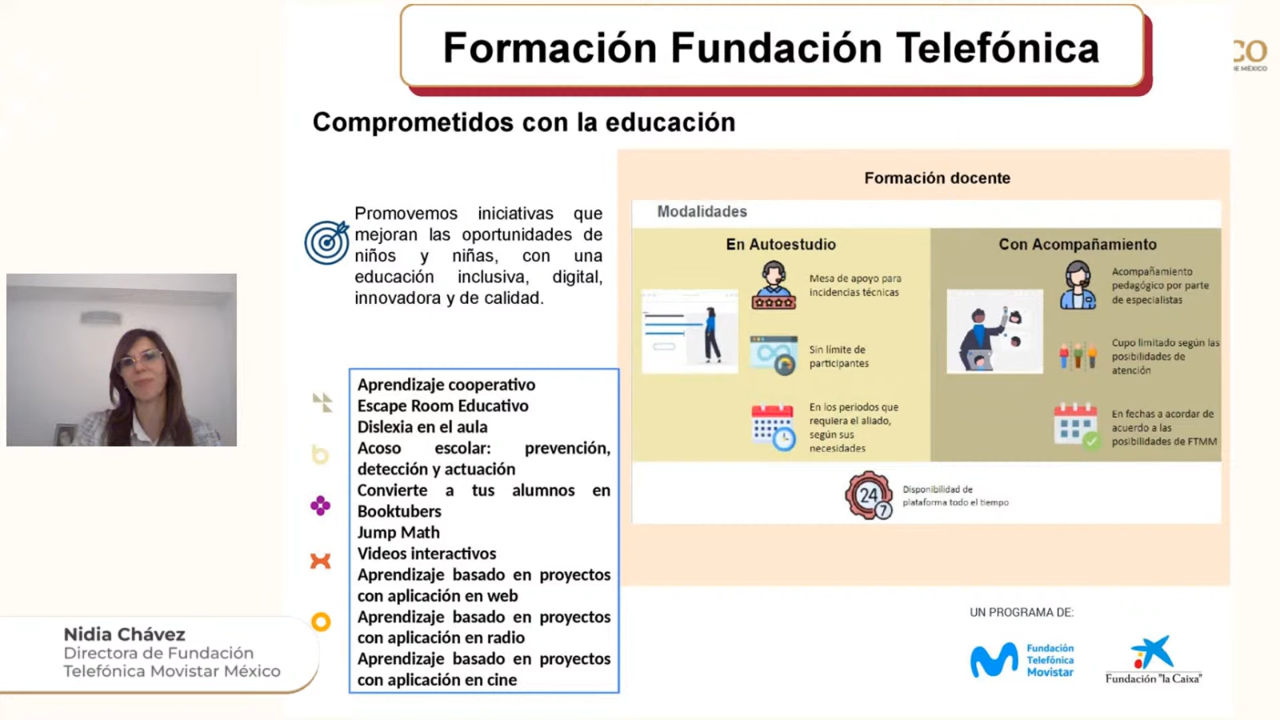 Formación Fundación Telefónica
CO
DE MÉXICO
Comprometidos con la educación
Promovemos iniciativas que
mejoran las oportunidades de
niños y niñas, con una
educación inclusiva, digital,
innovadora y de calidad.
Aprendizaje cooperativo
Escape Room Educativo
Dislexia en el aula
Acoso escolar: prevención,
detección y actuación
Convierte a tus alumnos en
Booktubers
Jump Math
Videos interactivos
Aprendizaje basado en proyectos
con aplicación en web
Aprendizaje basado en proyectos
con aplicación en radio
Aprendizaje basado en proyectos
con aplicación en cine
Formación docente
Modalidades
En Autoestudio
Mesa de apoyo para
incidencias técnicas
Sin límite de
participantes
En los periodos que
requiera el aliado,
según sus
necesidades
Con Acompañamiento
Acompañamiento
pedagógico por parte
de especialistas
Cupo limitado según las
posibilidades de
atención
En fechas a acordar de
acuerdo a las
posibilidades de FTMM
24
7
Disponibilidad de
plataforma todo el tiempo
UN PROGRAMA DE:
Fundación
Telefónica
Movistar
Fundación "la Caixa"
Nidia Chávez
Directora de Fundación
Telefónica Movistar México